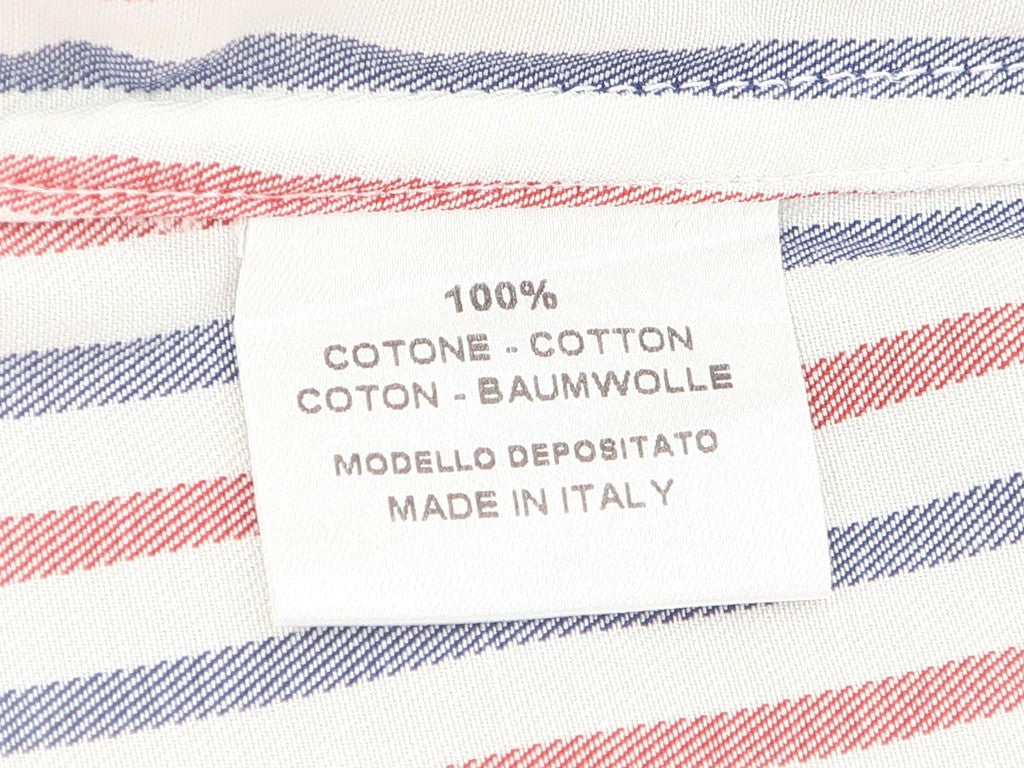 100%
COTONE - COTTON
COTON - BAUMWOLLE
MODELLO DEPOSITATO
MADE IN ITALY